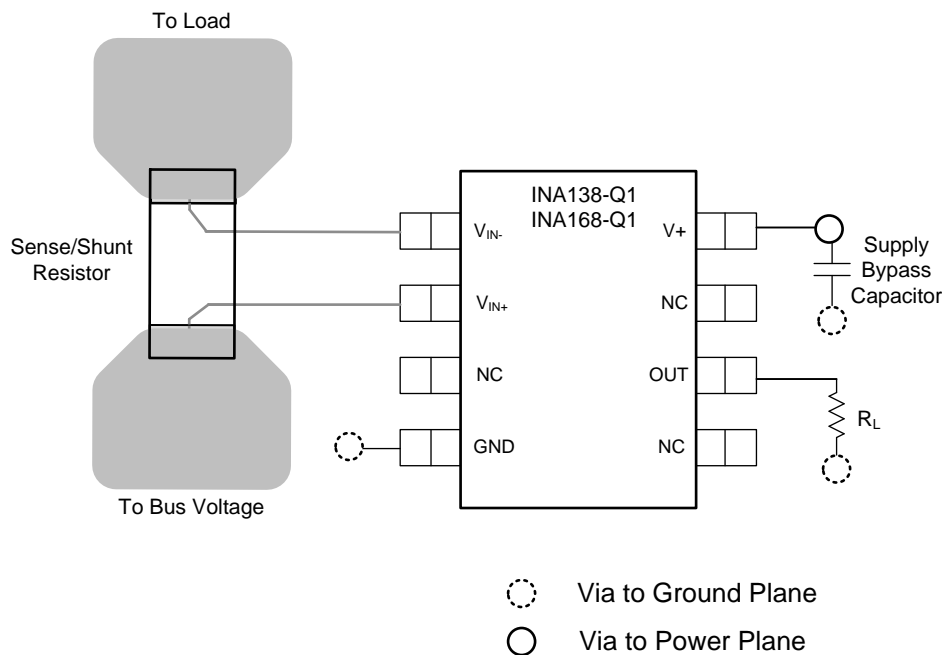 To Load
Sense/Shunt
Resistor
To Bus Voltage
INA138-Q1
INA168-Q1
VIN-
VIN+
NC
GND
V+
NC
OUT
NC
Supply
Bypass
Capacitor
RL
Via to Ground Plane
Via to Power Plane